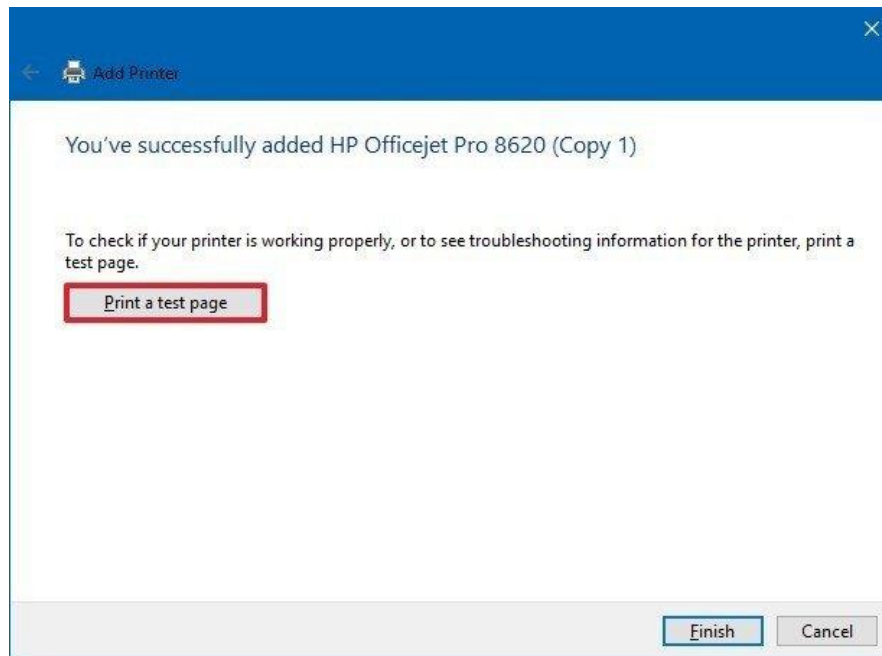 Add Printer
You've successfully added HP Officejet Pro 8620 (Copy 1)
To check if your printer is working properly, or to see troubleshooting information for the printer, print a
test page.
Print a test page
Finish
Cancel